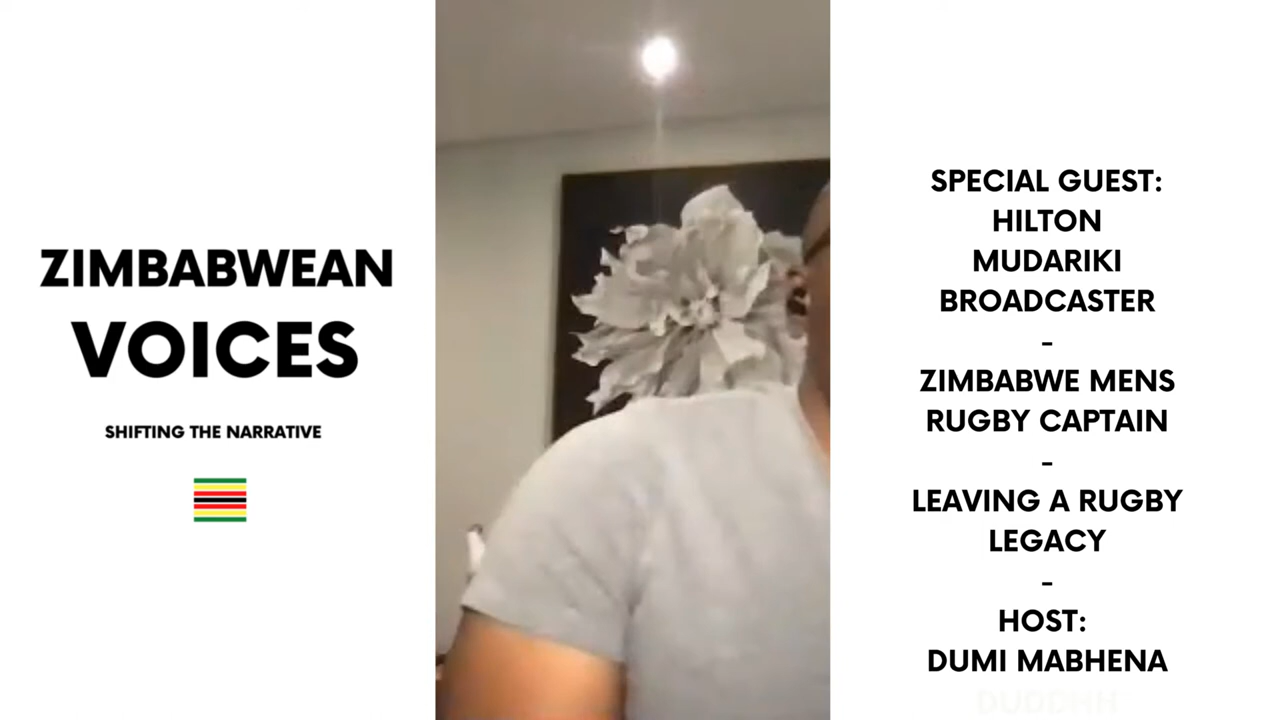 ZIMBABWEAN
VOICES
SHIFTING THE NARRATIVE
SPECIAL GUEST:
HILTON
MUDARIKI
BROADCASTER
-
ZIMBABWE MENS
RUGBY CAPTAIN
-
LEAVING A RUGBY
LEGACY
-
HOST:
DUMI MABHENA